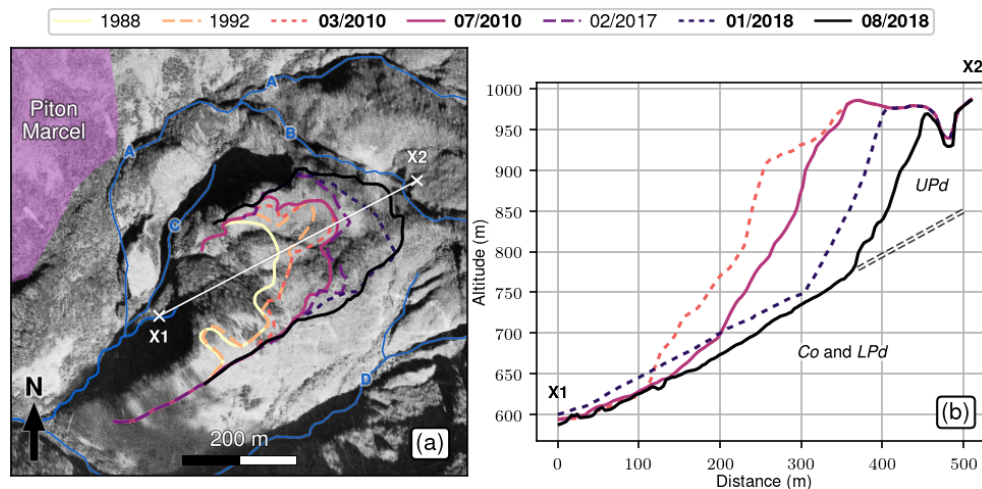 1988 1992 03/2010 07/2010 02/2017 01/2018 08/2018
Piton
Marcel
A
A
B
X2
C
X1
D
N
200 m
(a)
X2
1000
950
900
850
800
750
700
650
600
Altitude (m)
UPd
Co and LPd
X1
(b)
0 100 200 300 400 500
Distance (m)